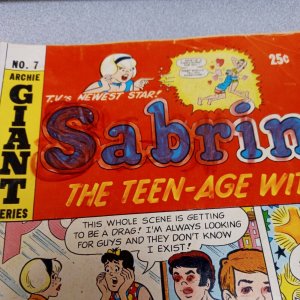 NO. 7
ARCHIE
GIANT
SERIES
25¢
T.V.'S NEWEST STAR!
Sabrin
THE TEEN-AGE WIT
THIS WHOLE SCENE IS GETTING
TO BE A DRAG! I'M ALWAYS LOOKING
FOR GUYS AND THEY DON'T KNOW
I EXIST!